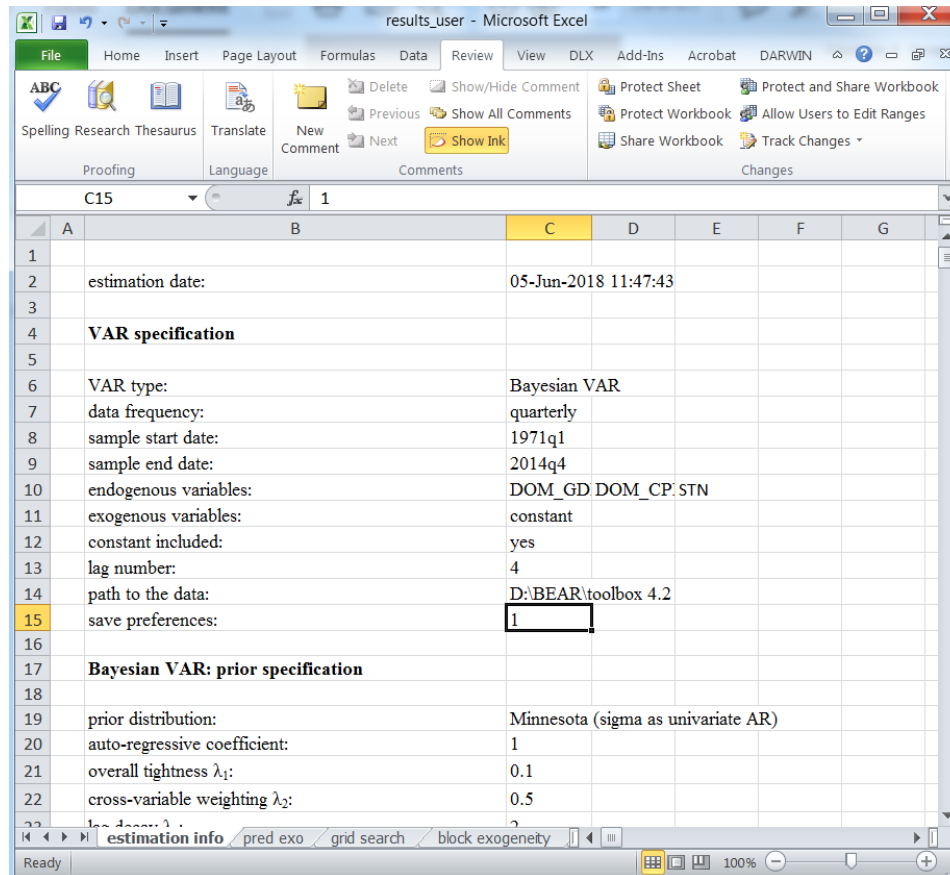 results_user - Microsoft Excel
File Home Insert Page Layout Formulas Data Review View DLX Add-Ins Acrobat DARWIN
ABC Delete Show/Hide Comment Protect Sheet Protect and Share Workbook
Previous Show All Comments Protect Workbook Allow Users to Edit Ranges
Spelling Research Thesaurus Translate New Comment Next Show Ink Share Workbook Track Changes
Proofing Language Comments Changes
C15 fx 1
A B C D E F G
1
2 estimation date: 05-Jun-2018 11:47:43
3
4 VAR specification
5
6 VAR type: Bayesian VAR
7 data frequency: quarterly
8 sample start date: 1971q1
9 sample end date: 2014q4
10 endogenous variables: DOM_GD DOM_CP STN
11 exogenous variables: constant
12 constant included: yes
13 lag number: 4
14 path to the data: D:\BEAR\toolbox 4.2
15 save preferences: 1
16
17 Bayesian VAR: prior specification
18
19 prior distribution: Minnesota (sigma as univariate AR)
20 auto-regressive coefficient: 1
21 overall tightness λ₁: 0.1
22 cross-variable weighting λ₂: 0.5
estimation info pred exo grid search block exogeneity
Ready 100%